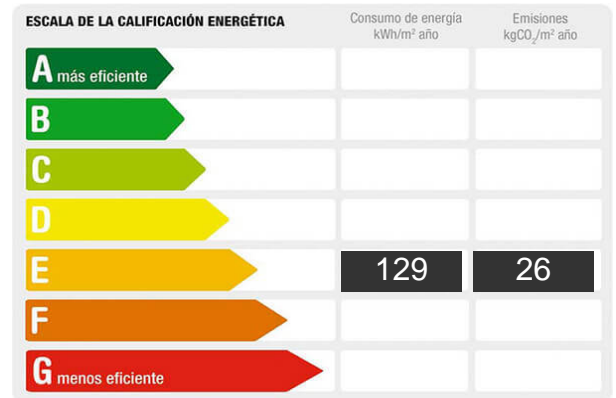 ESCALA DE LA CALIFICACIÓN ENERGÉTICA
Consumo de energía
kWh/m² año
Emisiones
kgCO₂/m² año
A más eficiente
B
C
D
E 129 26
F
G menos eficiente